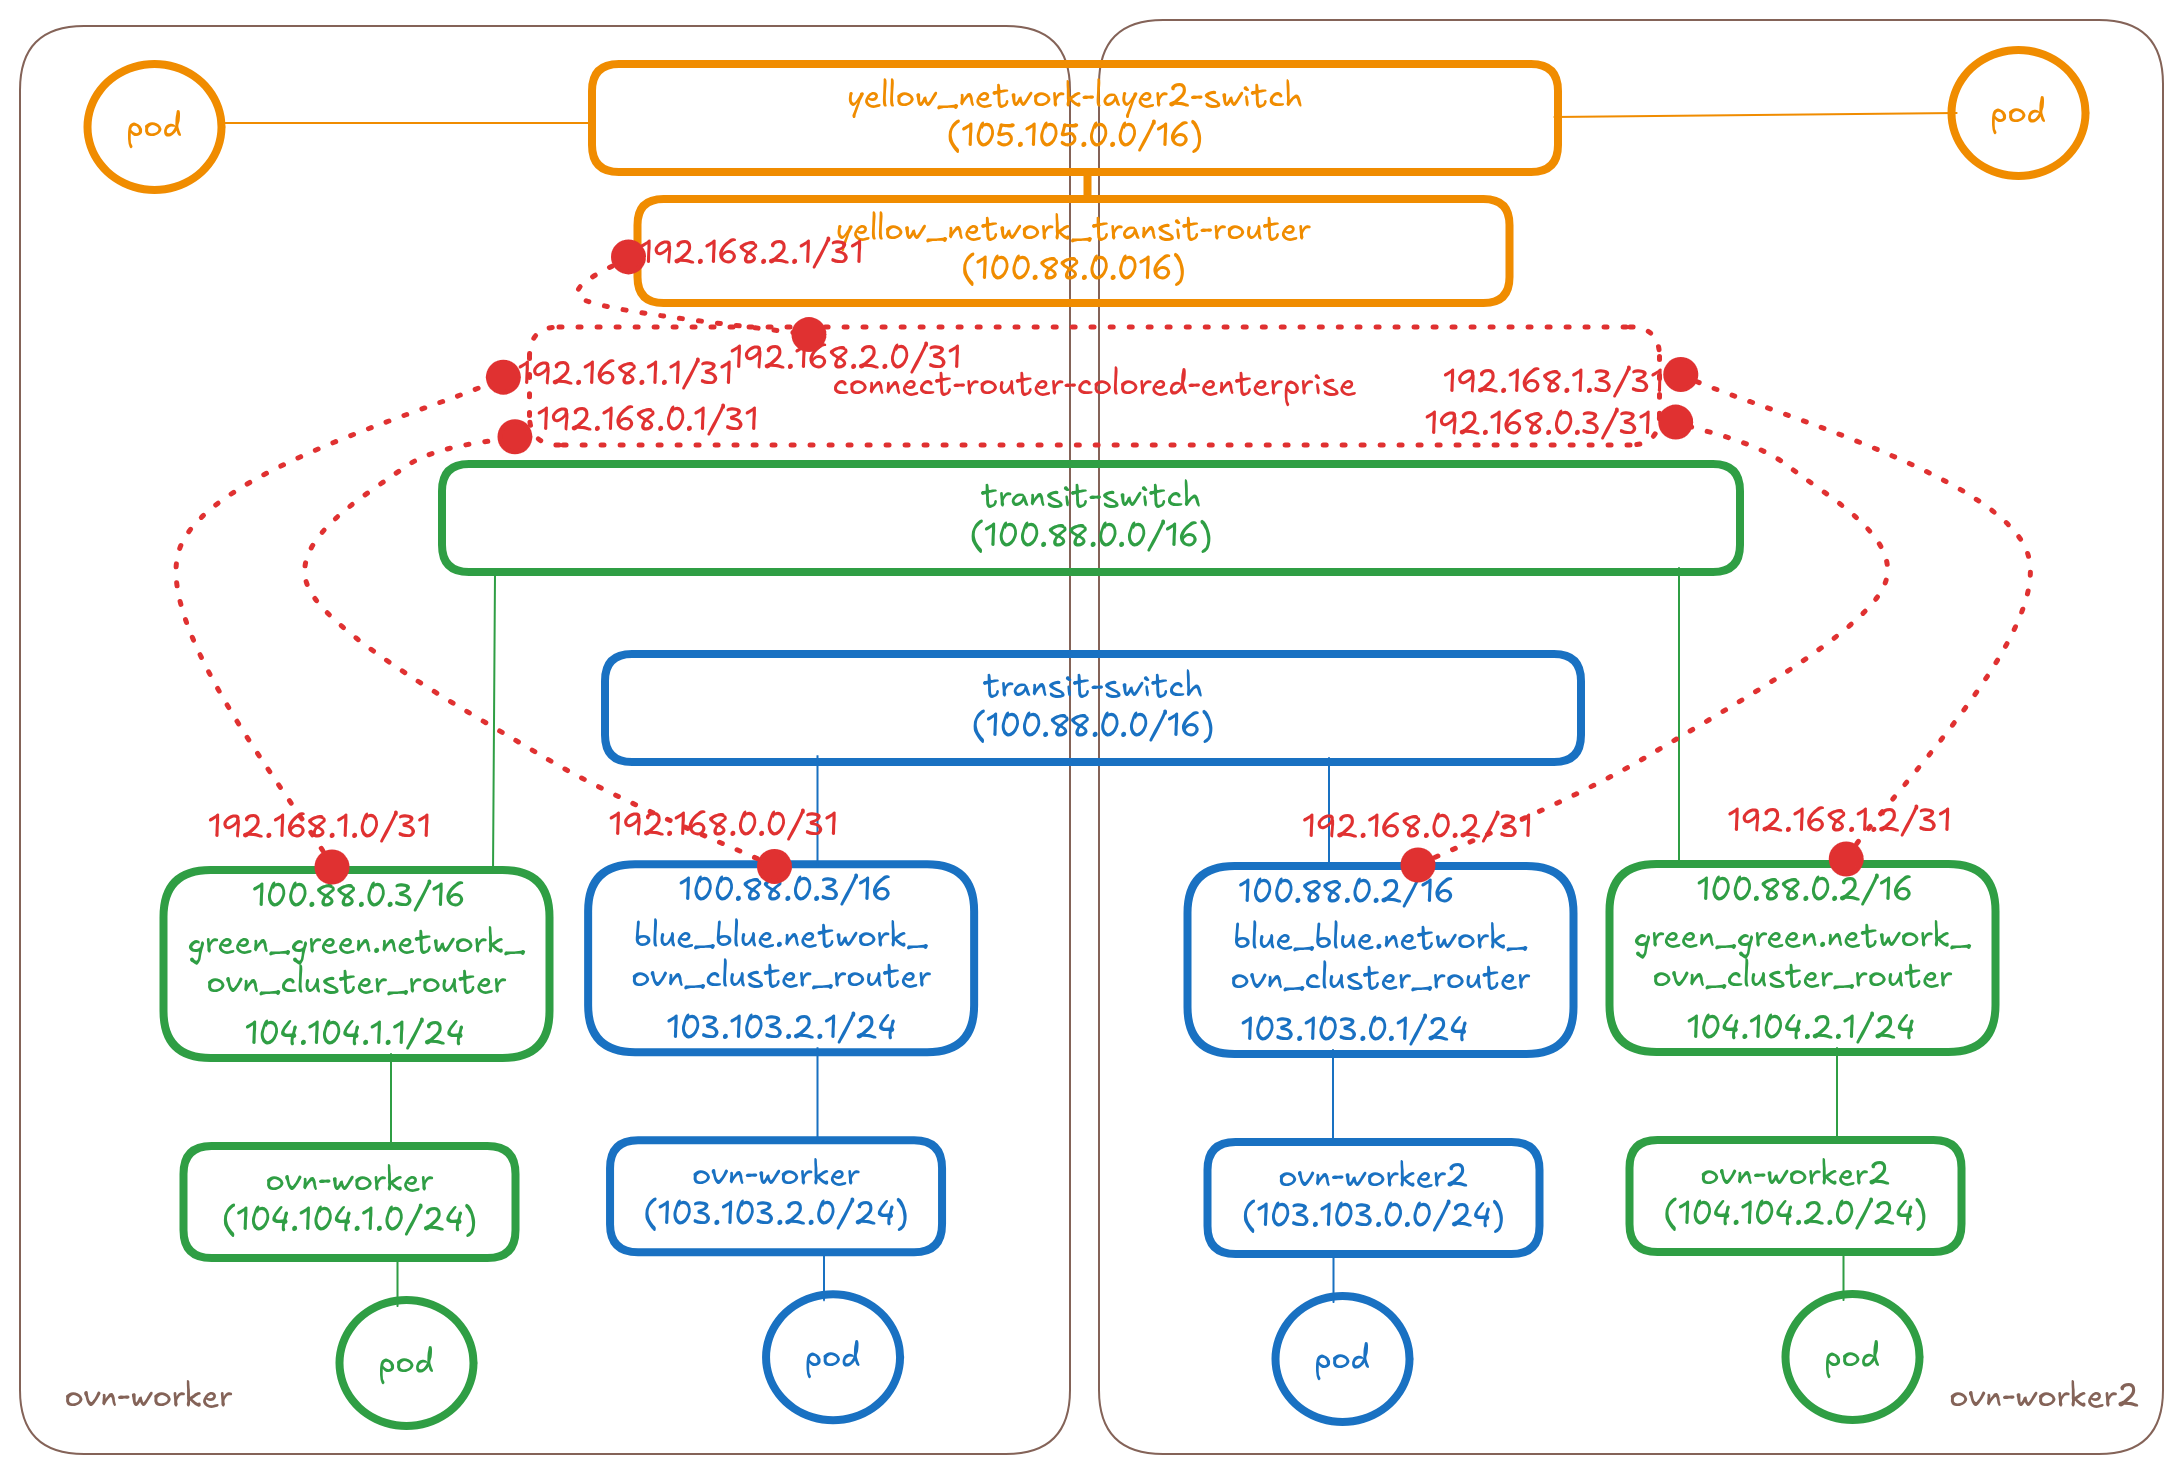 pod
yellow_network-layer2-switch
(105.105.0.0/16)
pod
yellow_network_transit-router
192.168.2.1/31
(100.88.0.016)
192.168.2.0/31
192.168.1.1/31
connect-router-colored-enterprise
192.168.1.3/31
192.168.0.1/31
192.168.0.3/31
transit-switch
(100.88.0.0/16)
transit-switch
(100.88.0.0/16)
192.168.1.0/31
192.168.0.0/31
192.168.0.2/31
192.168.1.2/31
100.88.0.3/16
green_green.network_
ovn_cluster_router
104.104.1.1/24
100.88.0.3/16
blue_blue.network_
ovn_cluster_router
103.103.2.1/24
100.88.0.2/16
blue_blue.network_
ovn_cluster_router
103.103.0.1/24
100.88.0.2/16
green_green.network_
ovn_cluster_router
104.104.2.1/24
ovn-worker
(104.104.1.0/24)
ovn-worker
(103.103.2.0/24)
ovn-worker2
(103.103.0.0/24)
ovn-worker2
(104.104.2.0/24)
pod
pod
pod
pod
ovn-worker
ovn-worker2